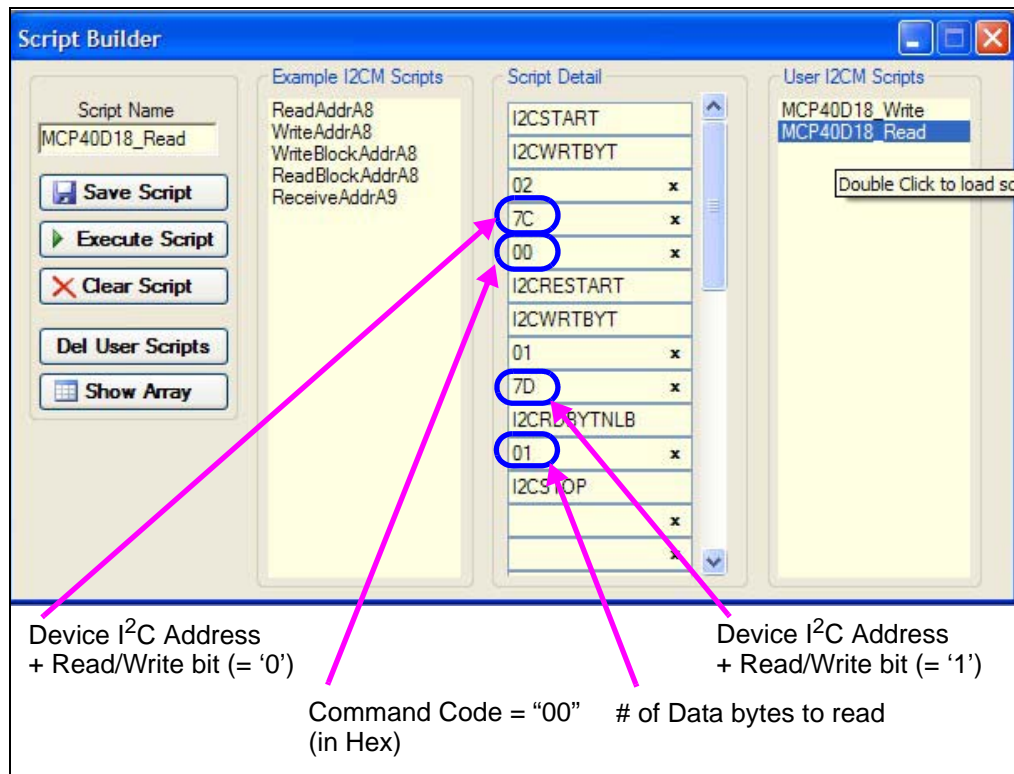 Script Builder
Script Name
MCP40D18_Read
Save Script
Execute Script
Clear Script
Del User Scripts
Show Array
Example I2CM Scripts
ReadAddrA8
WriteAddrA8
WriteBlockAddrA8
ReadBlockAddrA8
ReceiveAddrA9
Script Detail
I2CSTART
I2CWRTBYT
02 x
7C x
00 x
I2CRESTART
I2CWRTBYT
01 x
7D x
I2CRDBYTNLB
01 x
I2CSTOP
x
x
User I2CM Scripts
MCP40D18_Write
MCP40D18_Read
Double Click to load sc
Device I²C Address
+ Read/Write bit (= ‘0’)
Command Code = “00”
(in Hex)
# of Data bytes to read
Device I²C Address
+ Read/Write bit (= ‘1’)